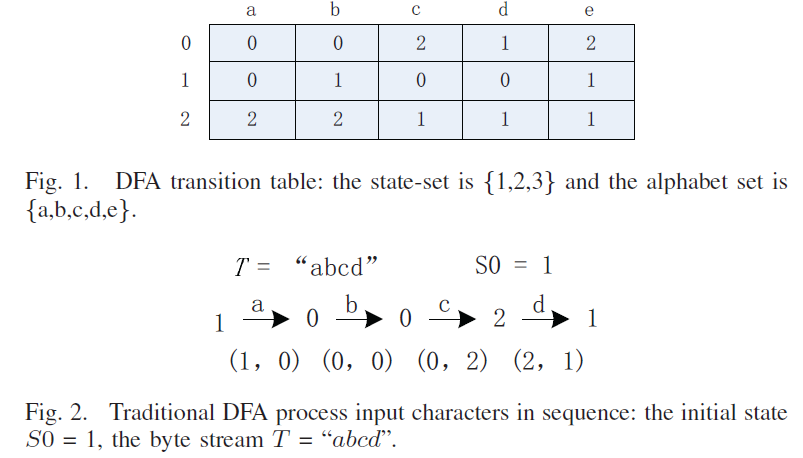 a b c d e
0 0 0 2 1 2
1 0 1 0 0 1
2 2 2 1 1 1
Fig. 1. DFA transition table: the state-set is {1,2,3} and the alphabet set is
{a,b,c,d,e}.
T = “abcd” S0 = 1
a b c d
1 0 0 2 1
(1, 0) (0, 0) (0, 2) (2, 1)
Fig. 2. Traditional DFA process input characters in sequence: the initial state
S0 = 1, the byte stream T = “abcd”.